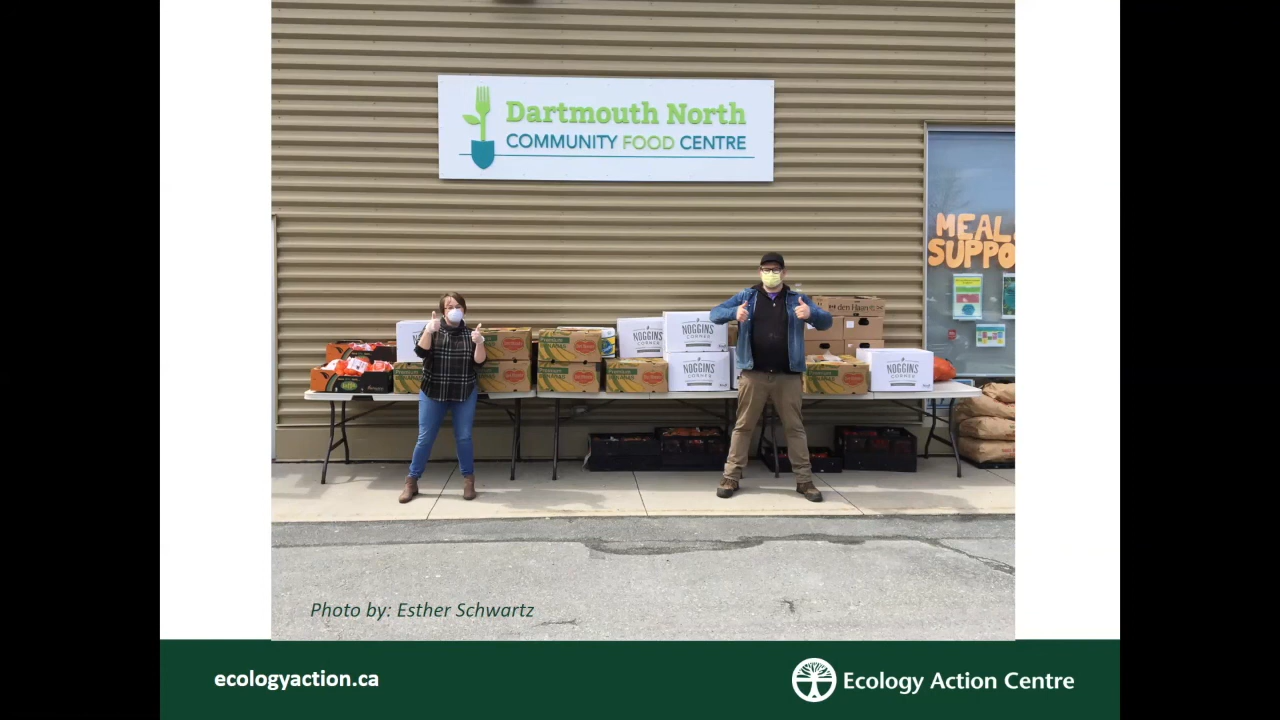 Dartmouth North
COMMUNITY FOOD CENTRE
MEAL
SUPPO
NOGGINS
CORNER
NOGGINS
CORNER
NOGGINS
CORNER
NOGGINS
CORNER
Photo by: Esther Schwartz
ecologyaction.ca
Ecology Action Centre